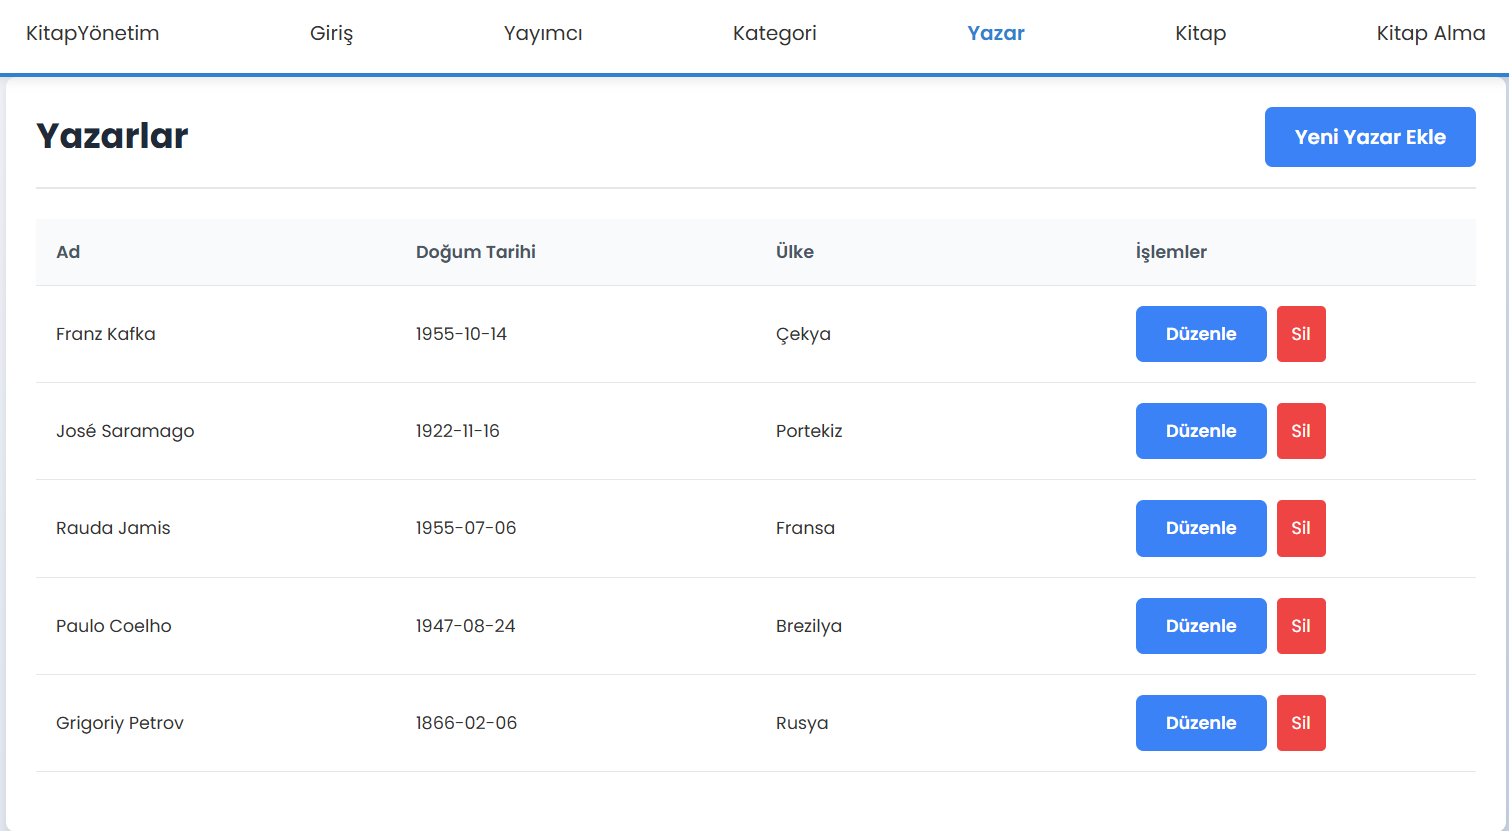 KitapYönetim Giriş Yayımcı Kategori Yazar Kitap Kitap Alma
Yazarlar Yeni Yazar Ekle
Ad Doğum Tarihi Ülke İşlemler
Franz Kafka 1955-10-14 Çekya Düzenle Sil
José Saramago 1922-11-16 Portekiz Düzenle Sil
Rauda Jamis 1955-07-06 Fransa Düzenle Sil
Paulo Coelho 1947-08-24 Brezilya Düzenle Sil
Grigoriy Petrov 1866-02-06 Rusya Düzenle Sil